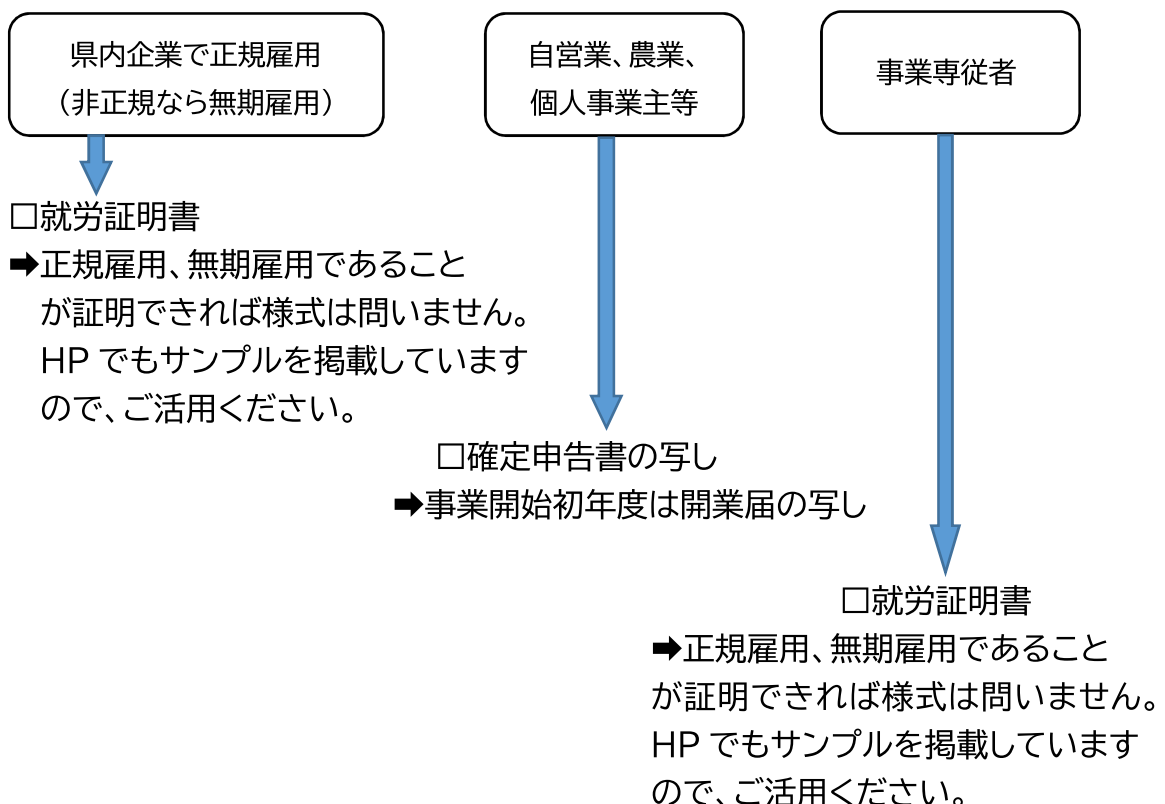 県内企業で正規雇用
（非正規なら無期雇用）
自営業、農業、
個人事業主等
事業専従者
□就労証明書
➡正規雇用、無期雇用であること
が証明できれば様式は問いません。
HP でもサンプルを掲載しています
ので、ご活用ください。
□確定申告書の写し
➡事業開始初年度は開業届の写し
□就労証明書
➡正規雇用、無期雇用であること
が証明できれば様式は問いません。
HP でもサンプルを掲載しています
ので、ご活用ください。